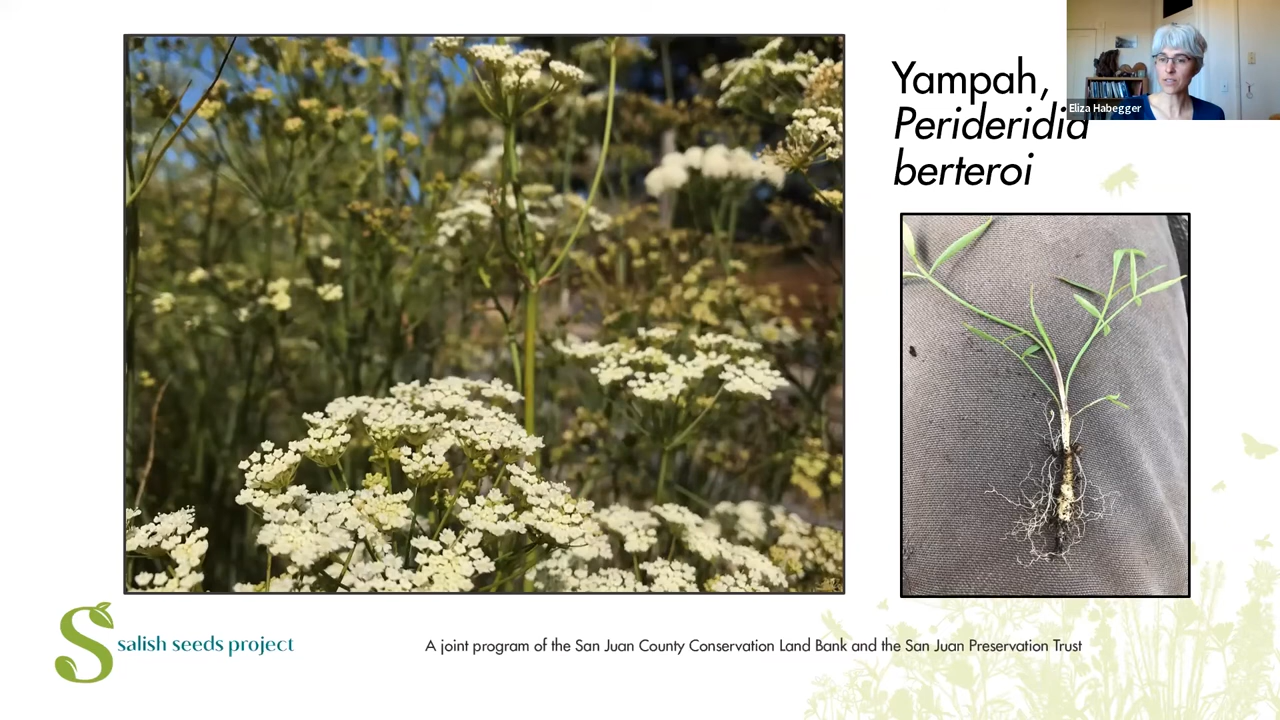 Yampah,
Perideridia
berteroi
Eliza Habegger
salish seeds project
A joint program of the San Juan County Conservation Land Bank and the San Juan Preservation Trust